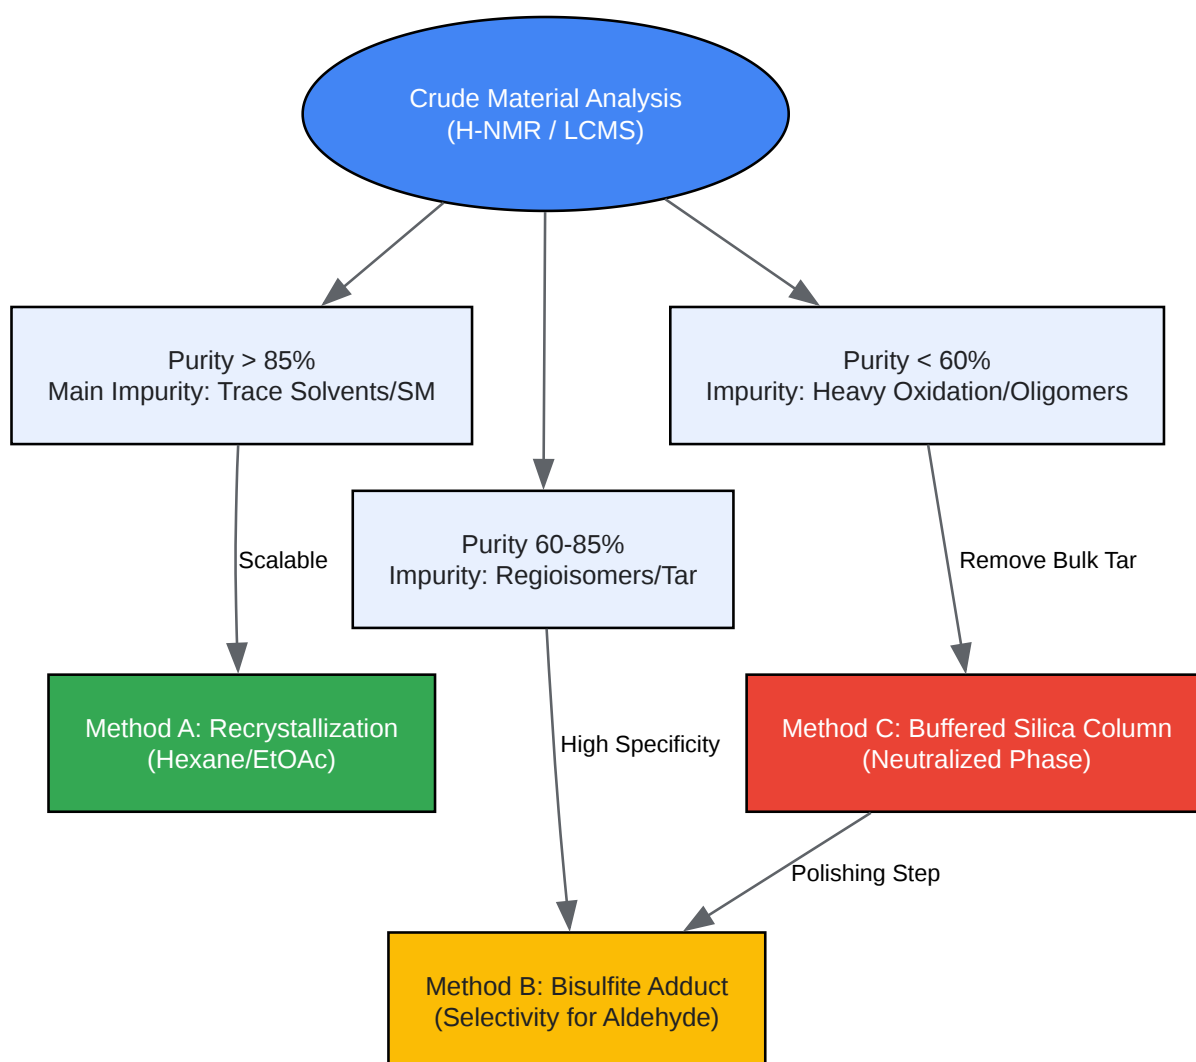 Crude Material Analysis
(H-NMR / LCMS)
Purity > 85%
Main Impurity: Trace Solvents/SM
Purity < 60%
Impurity: Heavy Oxidation/Oligomers
Purity 60-85%
Impurity: Regioisomers/Tar
Scalable
Remove Bulk Tar
Method A: Recrystallization
(Hexane/EtOAc)
High Specificity
Method C: Buffered Silica Column
(Neutralized Phase)
Polishing Step
Method B: Bisulfite Adduct
(Selectivity for Aldehyde)